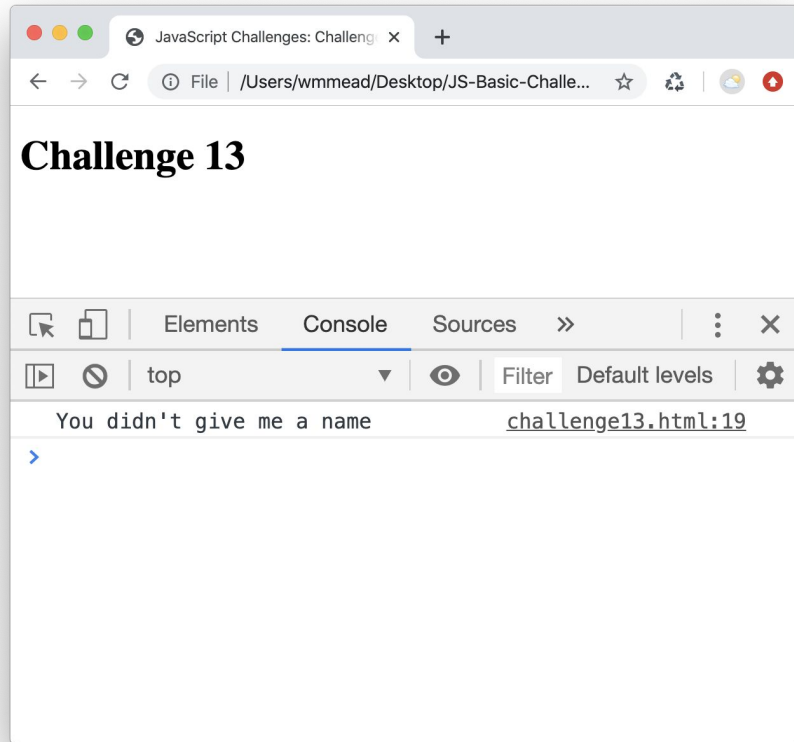 JavaScript Challenges: Challeng
File | /Users/wmmead/Desktop/JS-Basic-Challe...
Challenge 13
Elements Console Sources »
top Filter Default levels
You didn't give me a name challenge13.html:19
>